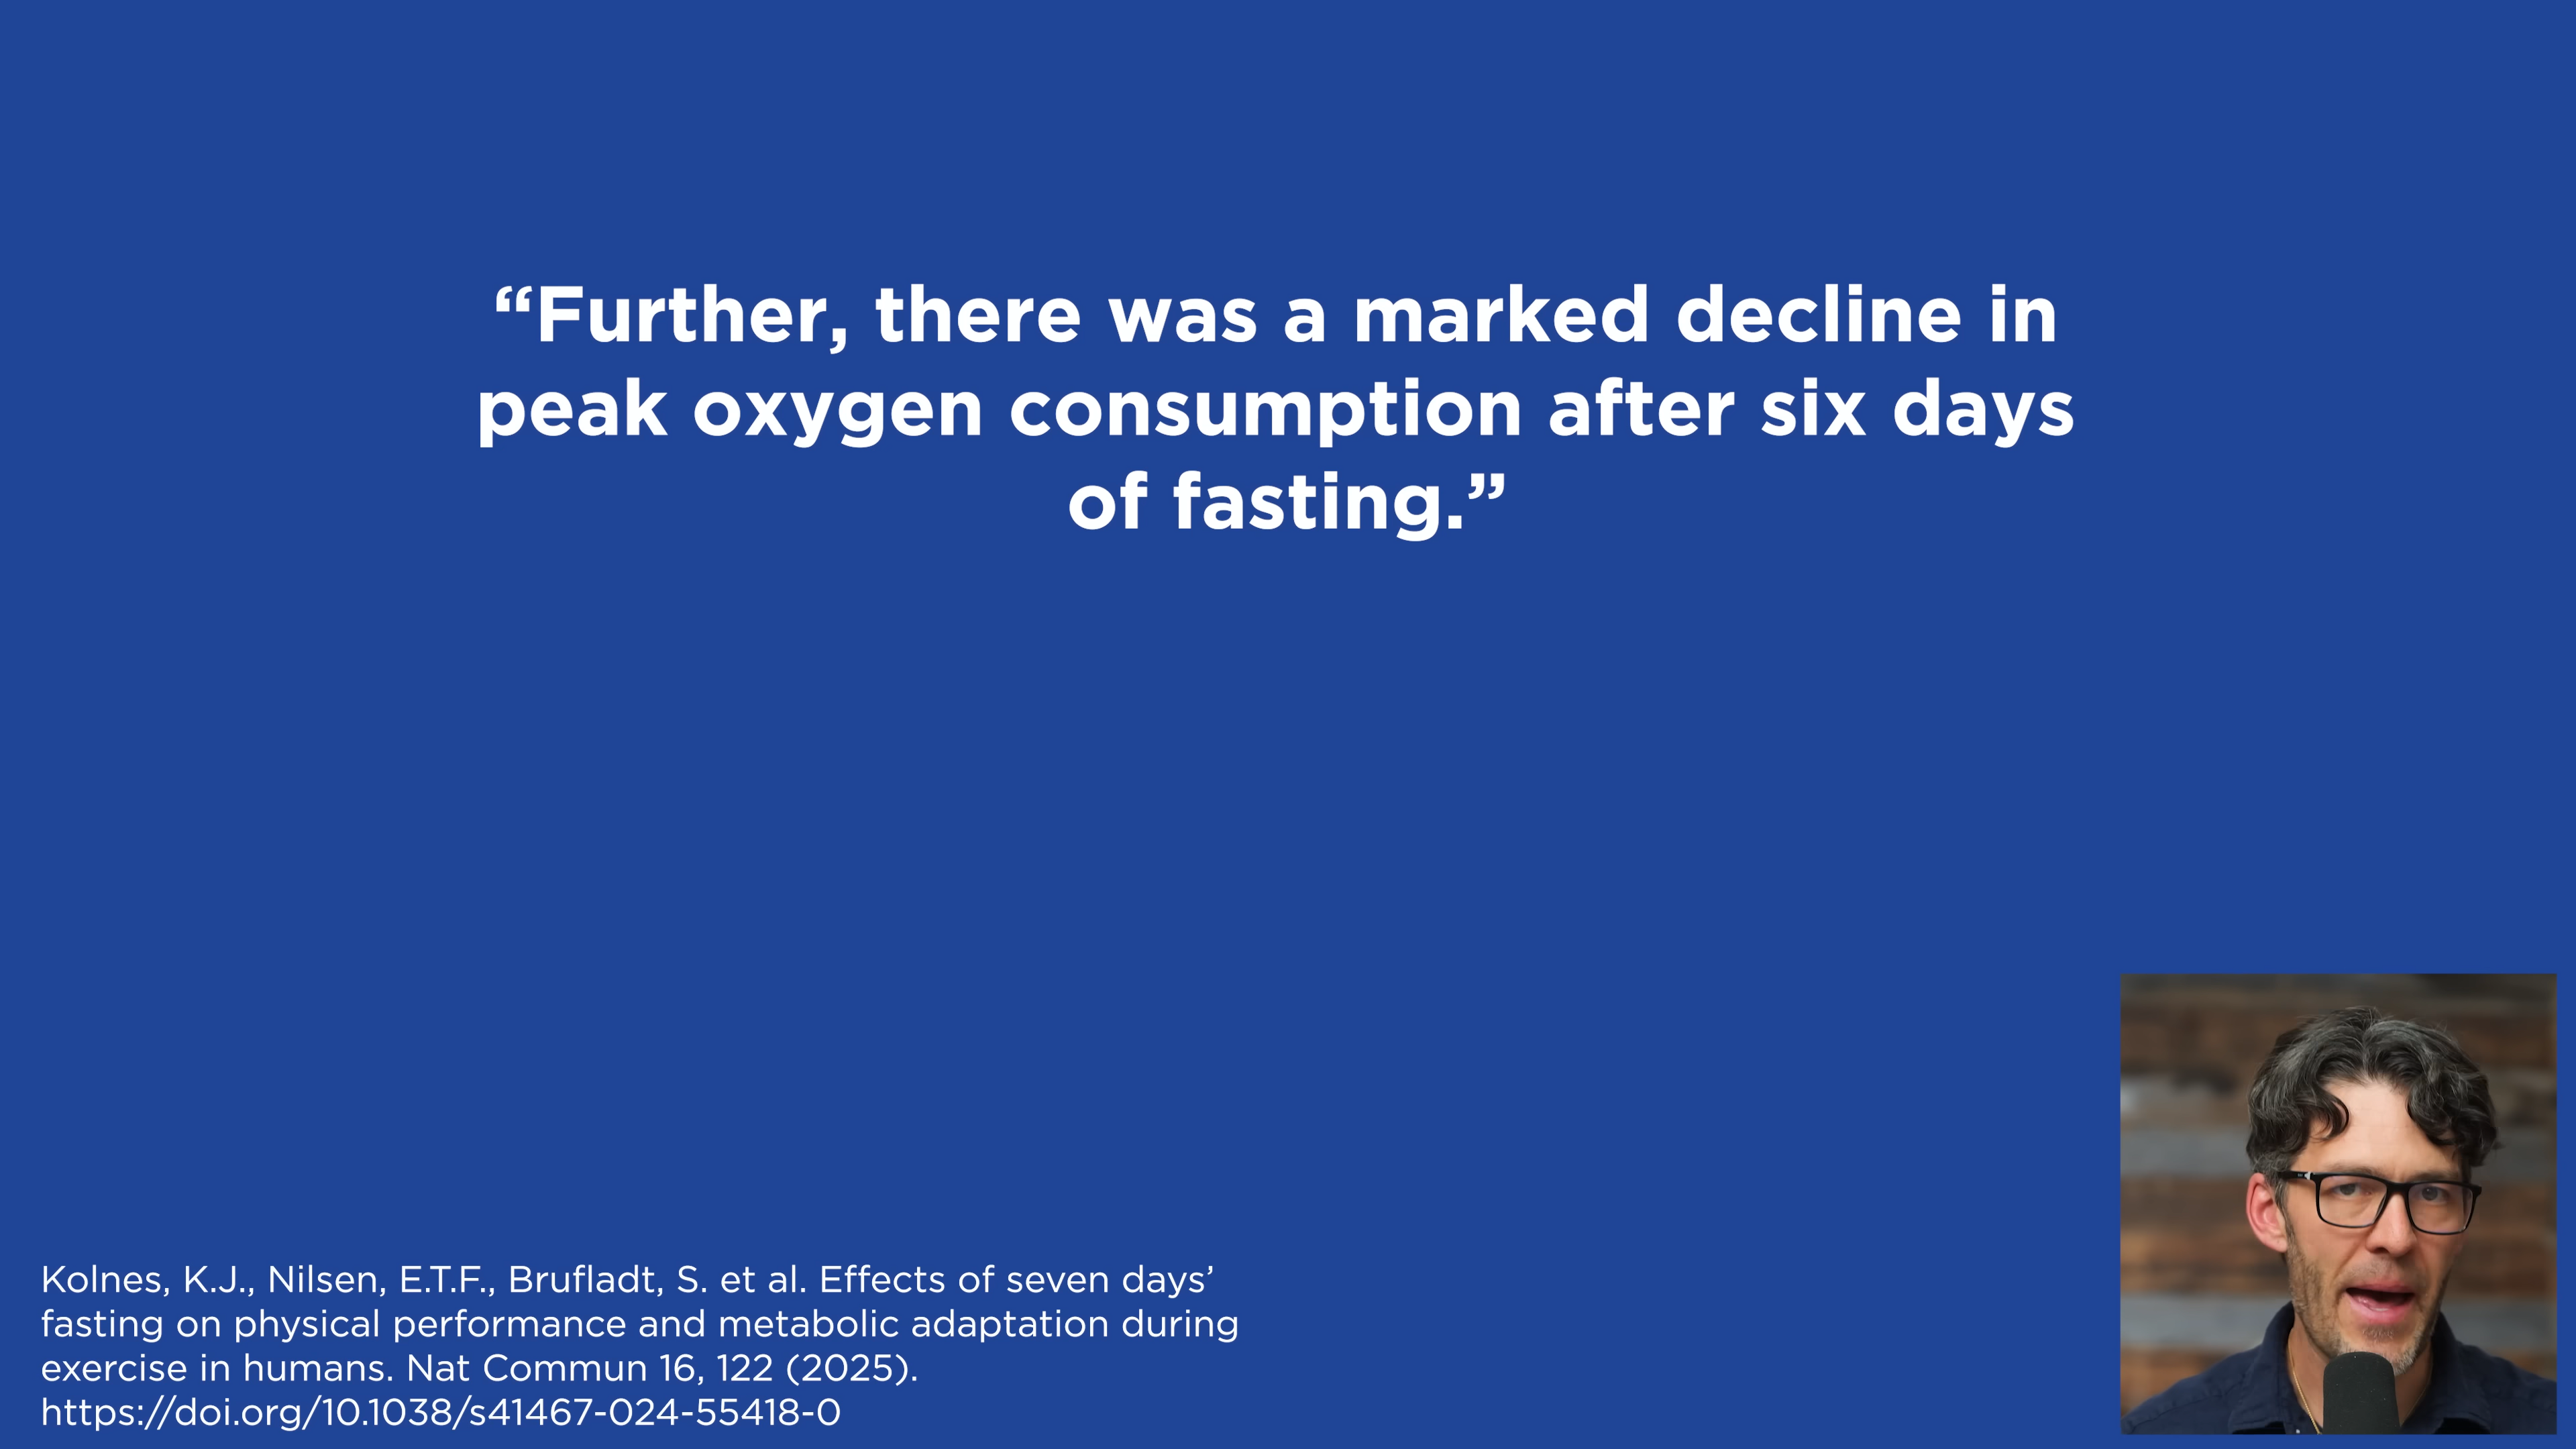 “Further, there was a marked decline in
peak oxygen consumption after six days
of fasting.”
Kolnes, K.J., Nilsen, E.T.F., Brufladt, S. et al. Effects of seven days’
fasting on physical performance and metabolic adaptation during
exercise in humans. Nat Commun 16, 122 (2025).
https://doi.org/10.1038/s41467-024-55418-0